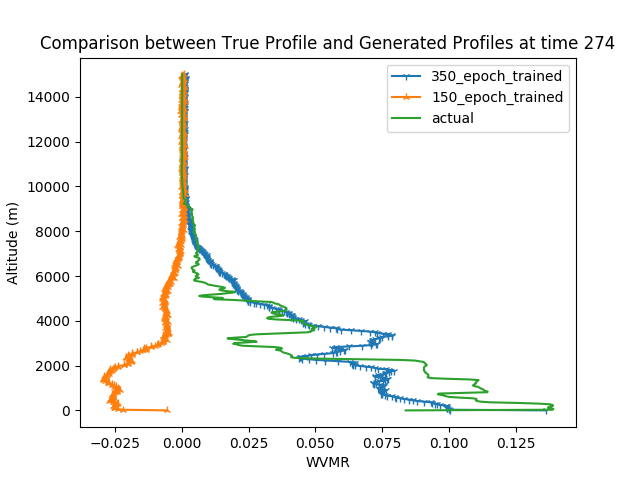 Comparison between True Profile and Generated Profiles at time 274
350_epoch_trained
150_epoch_trained
actual
Altitude (m)
14000
12000
10000
8000
6000
4000
2000
0
−0.025 0.000 0.025 0.050 0.075 0.100 0.125
WVMR